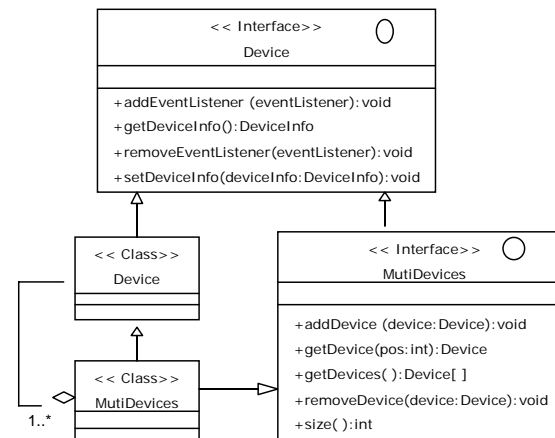 << Interface>>
Device
+addEventListener (eventListener):void
+getDeviceInfo():DeviceInfo
+removeEventListener(eventListener):void
+setDeviceInfo(deviceInfo:DeviceInfo):void
<< Class>>
Device
<< Interface>>
MutiDevices
+addDevice (device:Device):void
+getDevice(pos:int):Device
+getDevices( ):Device[ ]
+removeDevice(device:Device):void
+size( ):int
<< Class>>
MutiDevices
1..*